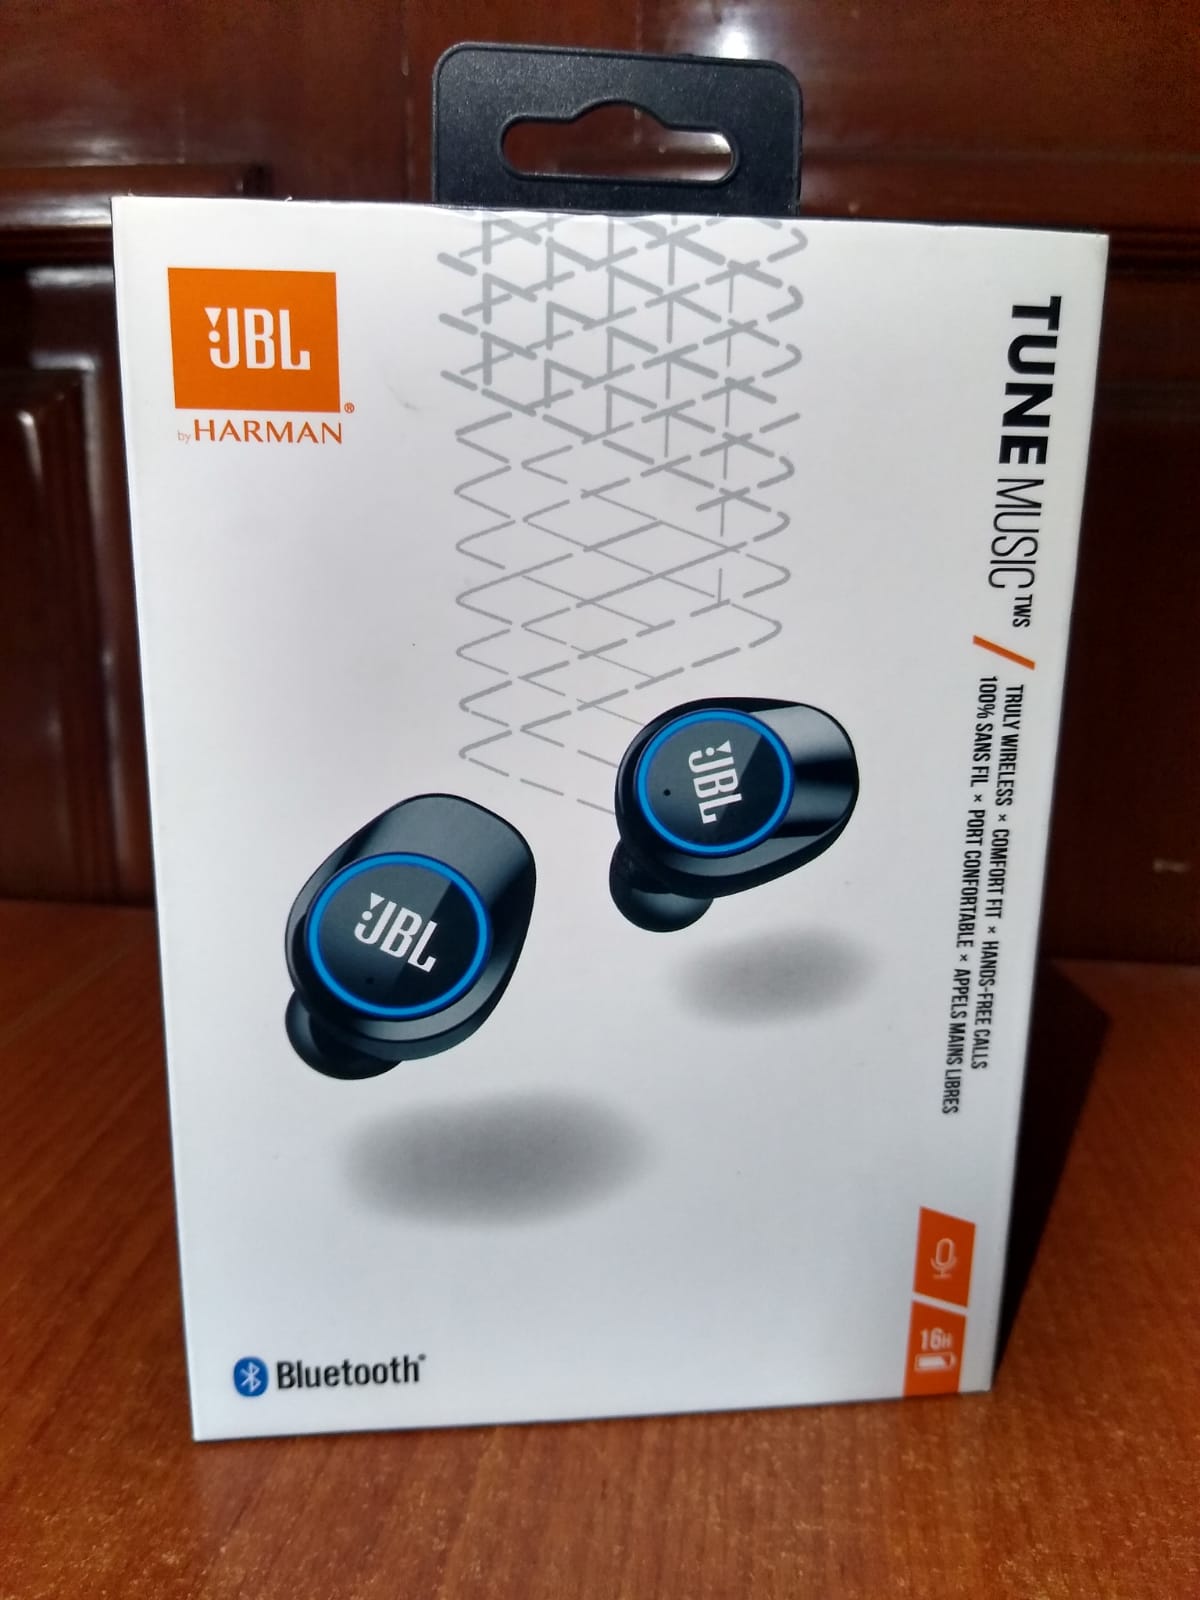 JBL
®
by HARMAN
TUNE MUSIC TWS
TRULY WIRELESS × COMFORT FIT × HANDS-FREE CALLS
100% SANS FIL × PORT CONFORTABLE × APPELS MAINS LIBRES
JBL
JBL
16H
Bluetooth®